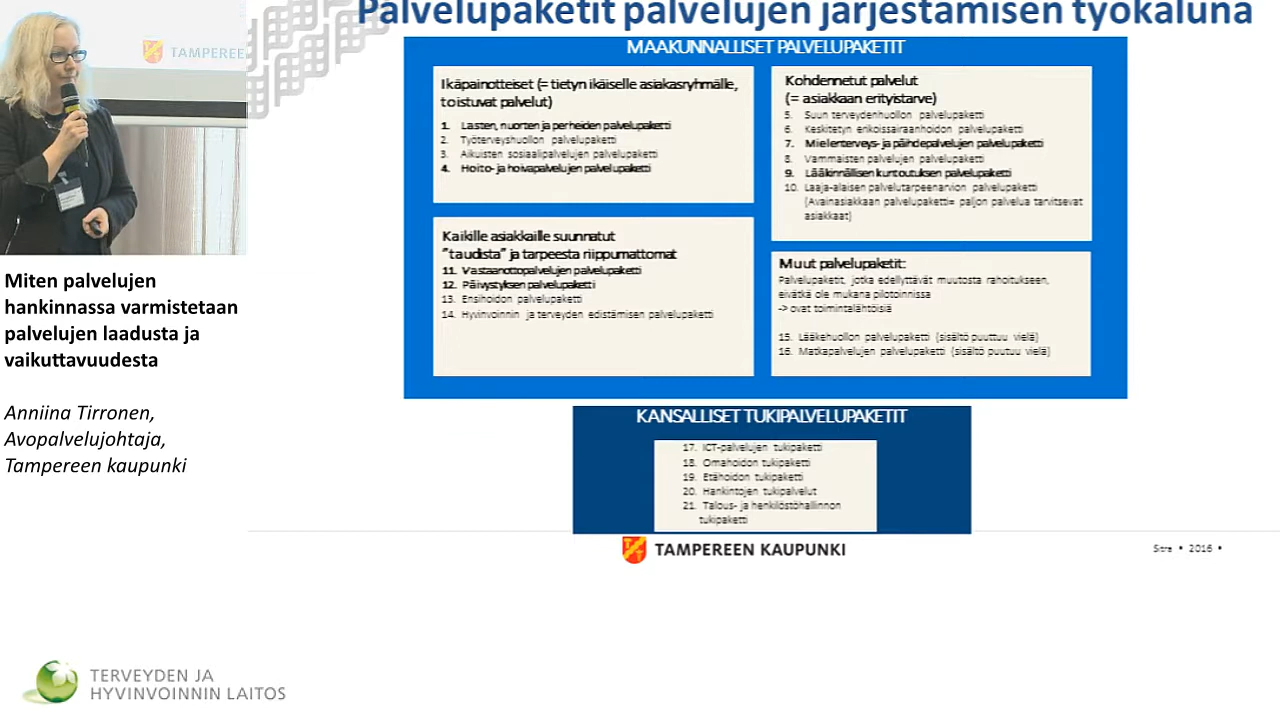 TAMPEREE
Miten palvelujen
hankinnassa varmistetaan
palvelujen laadusta ja
vaikuttavuudesta
Anniina Tirronen,
Avopalvelujohtaja,
Tampereen kaupunki
Palvelupaketit palvelujen järjestämisen työkaluna
MAAKUNNALLISET PALVELUPAKETIT
Ikäpainotteiset (= tietyn ikäiselle asiakasryhmälle,
toistuvat palvelut)
1. Lasten, nuorten ja perheiden palvelupaketti
2. Työterveyshuollon palvelupaketti
3. Aikuisten sosiaalipalvelujen palvelupaketti
4. Hoito- ja hoivapalvelujen palvelupaketti
Kohdennetut palvelut
(= asiakkaan erityistarve)
5. Suun terveydenhuollon palvelupaketti
6. Keskitetyn erikoissairaanhoidon palvelupaketti
7. Mielenterveys- ja päihdepalvelujen palvelupaketti
8. Vammaisten palvelujen palvelupaketti
9. Lääkinnällisen kuntoutuksen palvelupaketti
10. Laaja-alaisen palvelutarpeenarvion palvelupaketti
(Avainasiakkaan palvelupaketti= paljon palvelua tarvitsevat
asiakkaat)
Kaikille asiakkaille suunnatut
"taudista" ja tarpeesta riippumattomat
11. Vastaanottopalvelujen palvelupaketti
12. Päivystyksen palvelupaketti
13. Ensihoidon palvelupaketti
14. Hyvinvoinnin ja terveyden edistämisen palvelupaketti
Muut palvelupaketit:
Palvelupaketit, jotka edellyttävät muutosta rahoitukseen,
eivätkä ole mukana pilotoinnissa
-> ovat toimintalähtöisiä
15. Lääkehuollon palvelupaketti (sisältö puuttuu vielä)
16. Matkapalvelujen palvelupaketti (sisältö puutuu vielä)
KANSALLISET TUKIPALVELUPAKETIT
17. ICT-palvelujen tukipaketti
18. Omahoidon tukipaketti
19. Etähoidon tukipaketti
20. Hankintojen tukipalvelut
21. Talous- ja henkilöstöhallinnon
tukipaketti
TAMPEREEN KAUPUNKI
Stra • 2016 •
TERVEYDEN JA
HYVINVOINNIN LAITOS